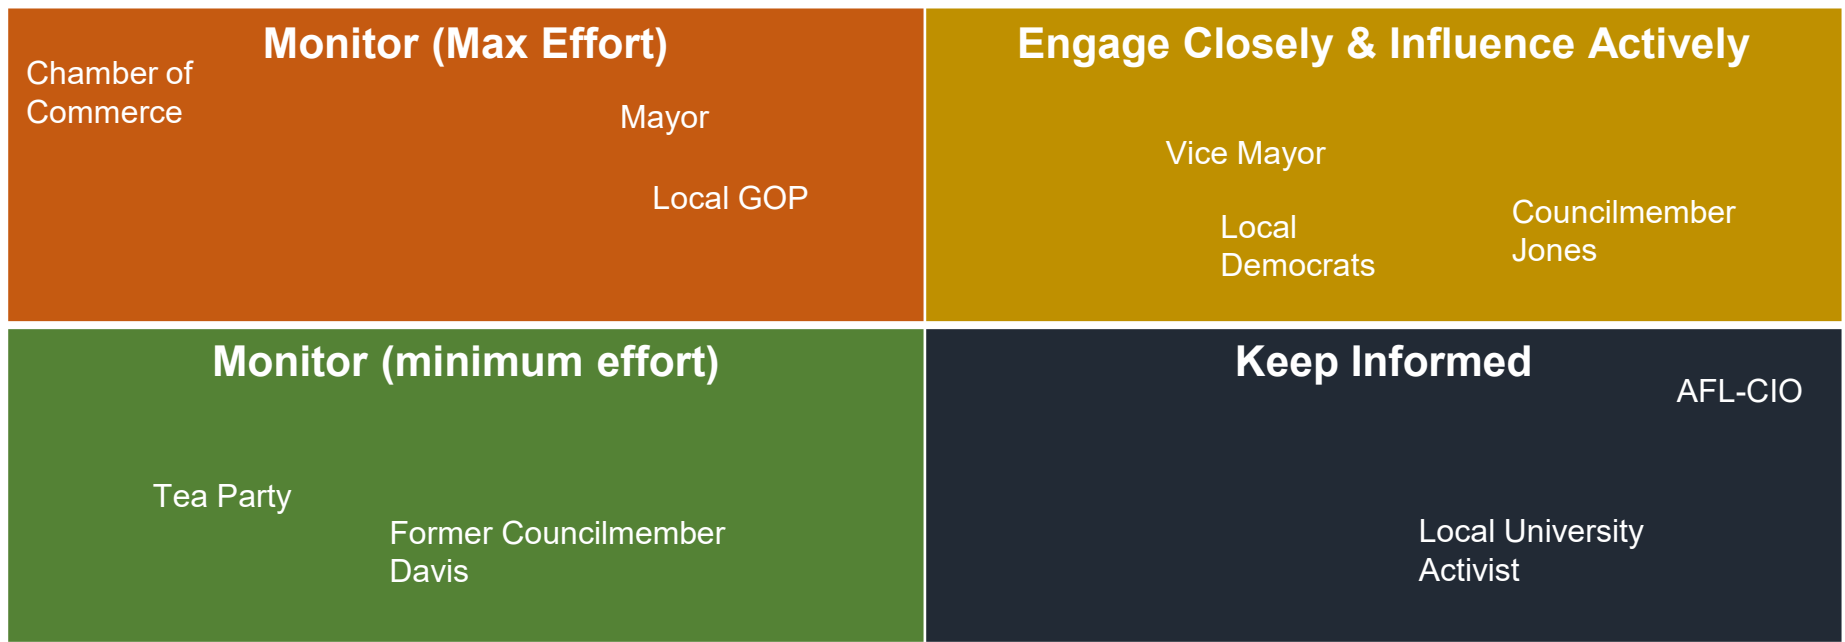 Monitor (Max Effort)
Chamber of
Commerce
Mayor
Local GOP
Engage Closely & Influence Actively
Vice Mayor
Local
Democrats
Councilmember
Jones
Monitor (minimum effort)
Tea Party
Former Councilmember
Davis
Keep Informed
AFL-CIO
Local University
Activist